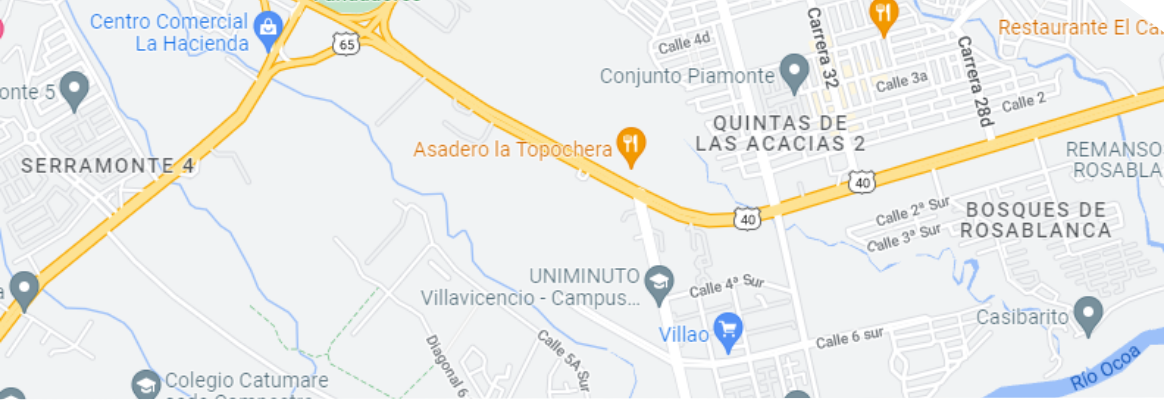 Fundadores
Centro Comercial
La Hacienda
65
Calle 4d
Carrera 32
Restaurante El Ca...
Carrera 28d
Conjunto Piamonte
Calle 3a
Calle 2
onte 5
QUINTAS DE
LAS ACACIAS 2
Asadero la Topochera
REMANSO
ROSABLA
SERRAMONTE 4
40
40
Calle 2ª Sur
Calle 3ª Sur
BOSQUES DE
ROSABLANCA
UNIMINUTO
Villavicencio - Campus...
Calle 4ª Sur
a
Villao
Calle 6 sur
Casibarito
Calle 5A Sur
Diagonal 6
Río Ocoa
Colegio Catumare
sede Campestre